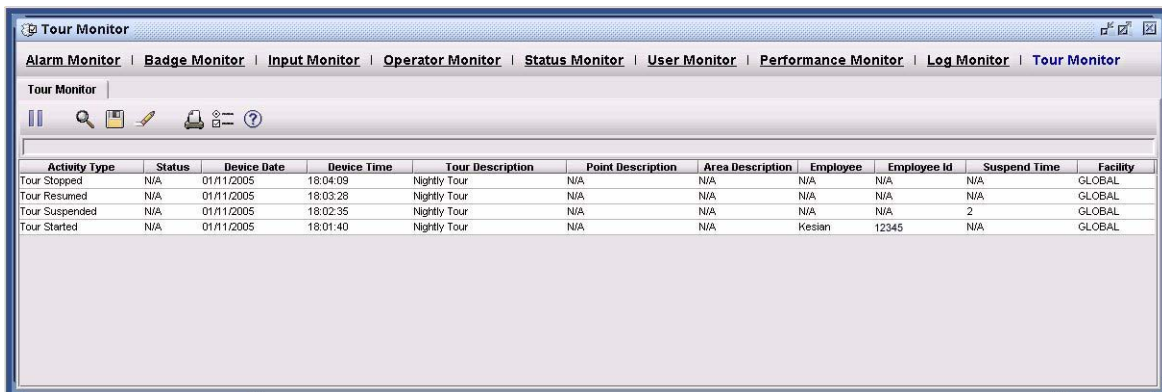 Tour Monitor
Alarm Monitor | Badge Monitor | Input Monitor | Operator Monitor | Status Monitor | User Monitor | Performance Monitor | Log Monitor | Tour Monitor
Tour Monitor
Activity Type Status Device Date Device Time Tour Description Point Description Area Description Employee Employee Id Suspend Time Facility
Tour Stopped N/A 01/11/2005 18:04:09 Nightly Tour N/A N/A N/A N/A N/A GLOBAL
Tour Resumed N/A 01/11/2005 18:03:28 Nightly Tour N/A N/A N/A N/A N/A GLOBAL
Tour Suspended N/A 01/11/2005 18:02:35 Nightly Tour N/A N/A N/A N/A 2 GLOBAL
Tour Started N/A 01/11/2005 18:01:40 Nightly Tour N/A N/A Kesian 12345 N/A GLOBAL